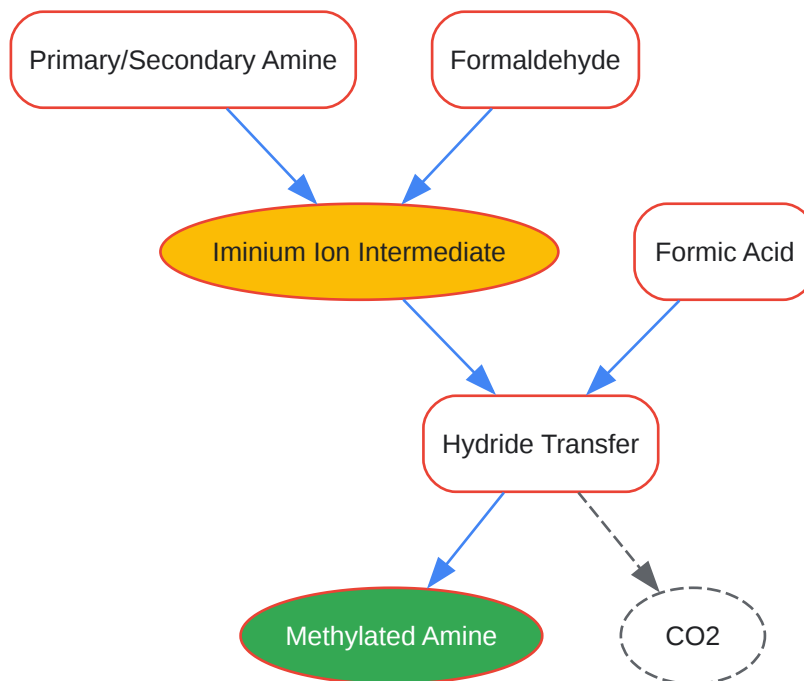 Primary/Secondary Amine
Formaldehyde
Iminium Ion Intermediate
Formic Acid
Hydride Transfer
Methylated Amine
CO2